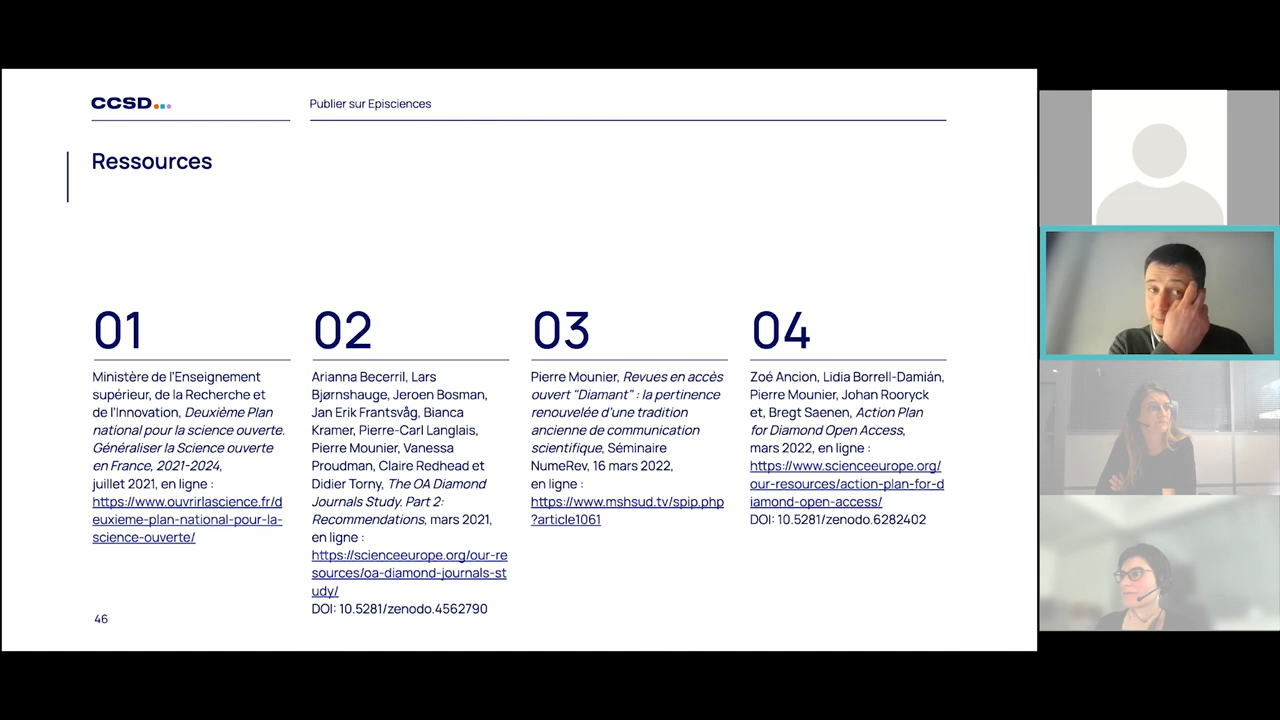 CCSD
Publier sur Episciences
Ressources
01
Ministère de l'Enseignement
supérieur, de la Recherche et
de l'Innovation, Deuxième Plan
national pour la science ouverte.
Généraliser la Science ouverte
en France, 2021-2024,
juillet 2021, en ligne :
https://www.ouvrirlascience.fr/d
euxieme-plan-national-pour-la-
science-ouverte/
02
Arianna Becerril, Lars
Bjørnshauge, Jeroen Bosman,
Jan Erik Frantsvåg, Bianca
Kramer, Pierre-Carl Langlais,
Pierre Mounier, Vanessa
Proudman, Claire Redhead et
Didier Torny, The OA Diamond
Journals Study. Part 2:
Recommendations, mars 2021,
en ligne :
https://scienceeurope.org/our-re
sources/oa-diamond-journals-st
udy/
DOI: 10.5281/zenodo.4562790
03
Pierre Mounier, Revues en accès
ouvert "Diamant" : la pertinence
renouvelée d'une tradition
ancienne de communication
scientifique, Séminaire
NumeRev, 16 mars 2022,
en ligne :
https://www.mshsud.tv/spip.php
?article1061
04
Zoé Ancion, Lidia Borrell-Damián,
Pierre Mounier, Johan Rooryck
et, Bregt Saenen, Action Plan
for Diamond Open Access,
mars 2022, en ligne :
https://www.scienceeurope.org/
our-resources/action-plan-for-d
iamond-open-access/
DOI: 10.5281/zenodo.6282402
46